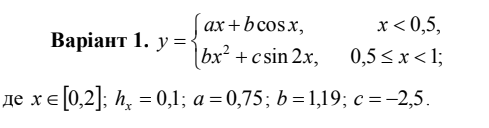 ax + b cos x, x < 0,5,
Варіант 1. y = {
bx² + c sin 2x, 0,5 ≤ x < 1;
де x ∈ [0,2]; hₓ = 0,1; a = 0,75; b = 1,19; c = −2,5.